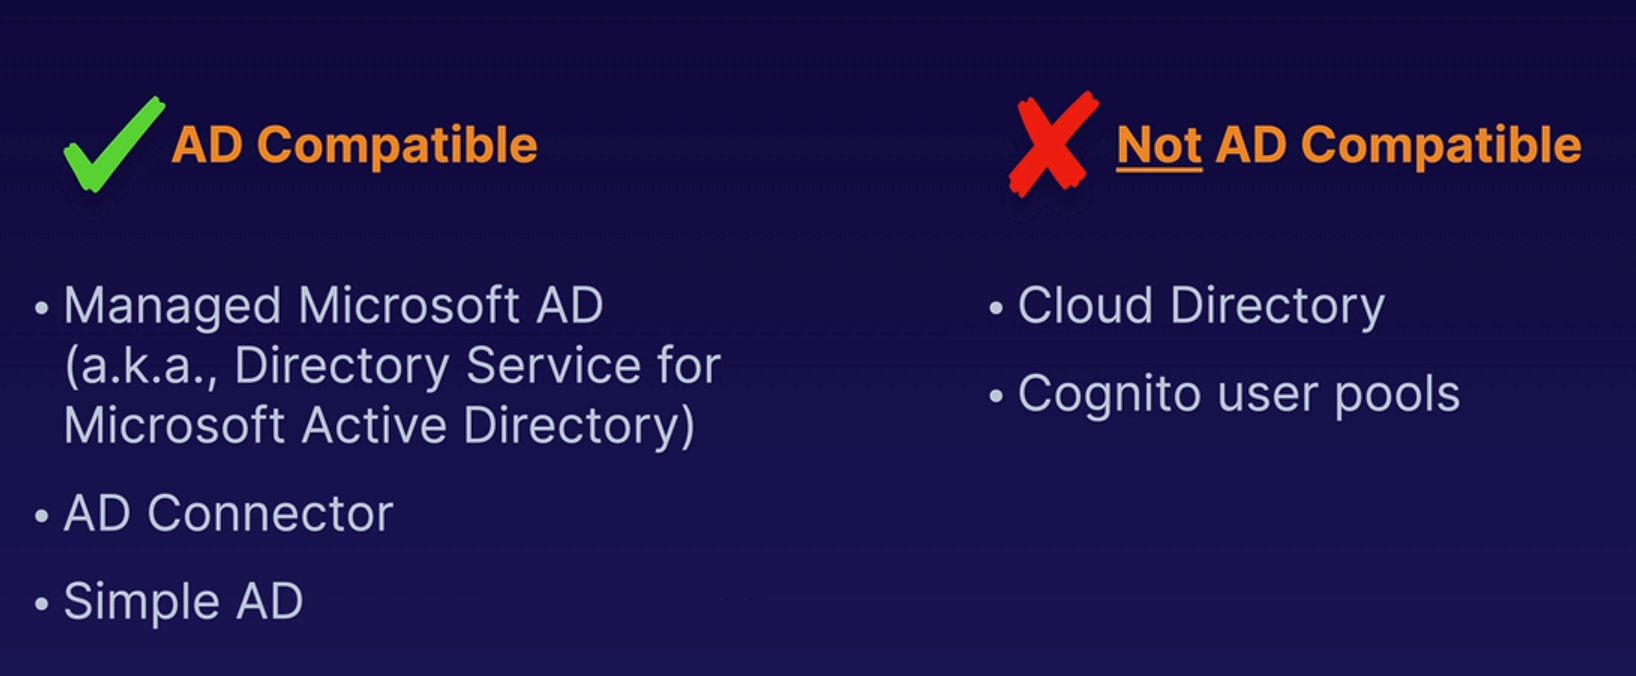 AD Compatible
• Managed Microsoft AD
(a.k.a., Directory Service for
Microsoft Active Directory)
• AD Connector
• Simple AD
Not AD Compatible
• Cloud Directory
• Cognito user pools